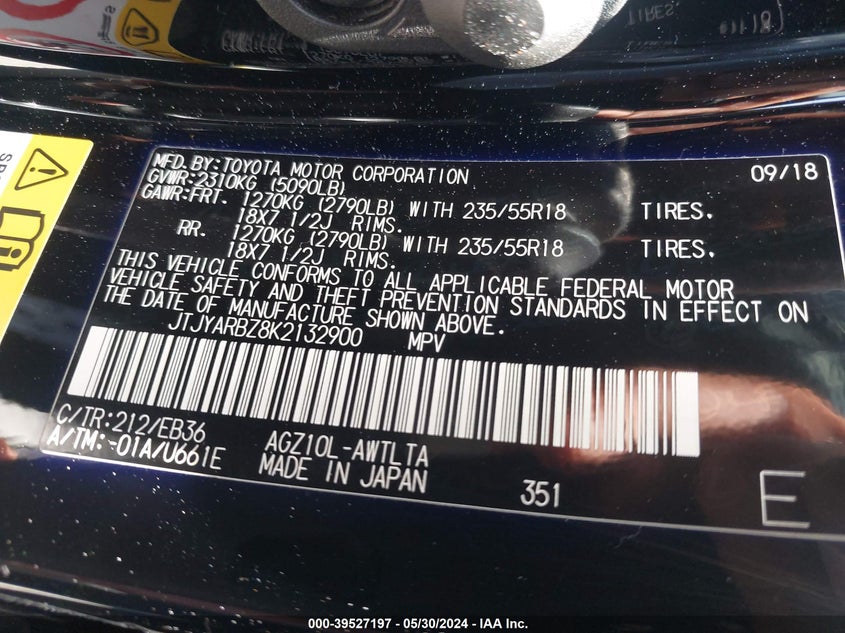 TIRES.
MFD. BY: TOYOTA MOTOR CORPORATION 09/18
GVWR: 2310KG (5090LB)
GAWR: FRT. 1270KG (2790LB) WITH 235/55R18 TIRES.
18X7 1/2J RIMS.
RR. 1270KG (2790LB) WITH 235/55R18 TIRES.
18X7 1/2J RIMS.
THIS VEHICLE CONFORMS TO ALL APPLICABLE FEDERAL MOTOR
VEHICLE SAFETY AND THEFT PREVENTION STANDARDS IN EFFECT ON
THE DATE OF MANUFACTURE SHOWN ABOVE.
JTJYARBZ8K2132900 MPV
C/TR: 212/EB36
A/TM: -01A/U661E
AGZ10L-AWTLTA
MADE IN JAPAN
351
E
000-39527197 - 05/30/2024 - IAA Inc.